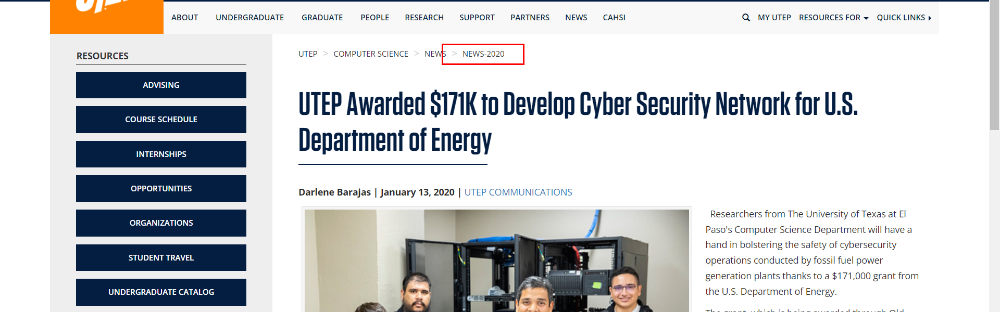 ABOUT UNDERGRADUATE GRADUATE PEOPLE RESEARCH SUPPORT PARTNERS NEWS CAHSI MY UTEP RESOURCES FOR QUICK LINKS
RESOURCES
ADVISING
COURSE SCHEDULE
INTERNSHIPS
OPPORTUNITIES
ORGANIZATIONS
STUDENT TRAVEL
UNDERGRADUATE CATALOG
UTEP > COMPUTER SCIENCE > NEWS > NEWS-2020
UTEP Awarded $171K to Develop Cyber Security Network for U.S.
Department of Energy
Darlene Barajas | January 13, 2020 | UTEP COMMUNICATIONS
Researchers from The University of Texas at El
Paso's Computer Science Department will have a
hand in bolstering the safety of cybersecurity
operations conducted by fossil fuel power
generation plants thanks to a $171,000 grant from
the U.S. Department of Energy.